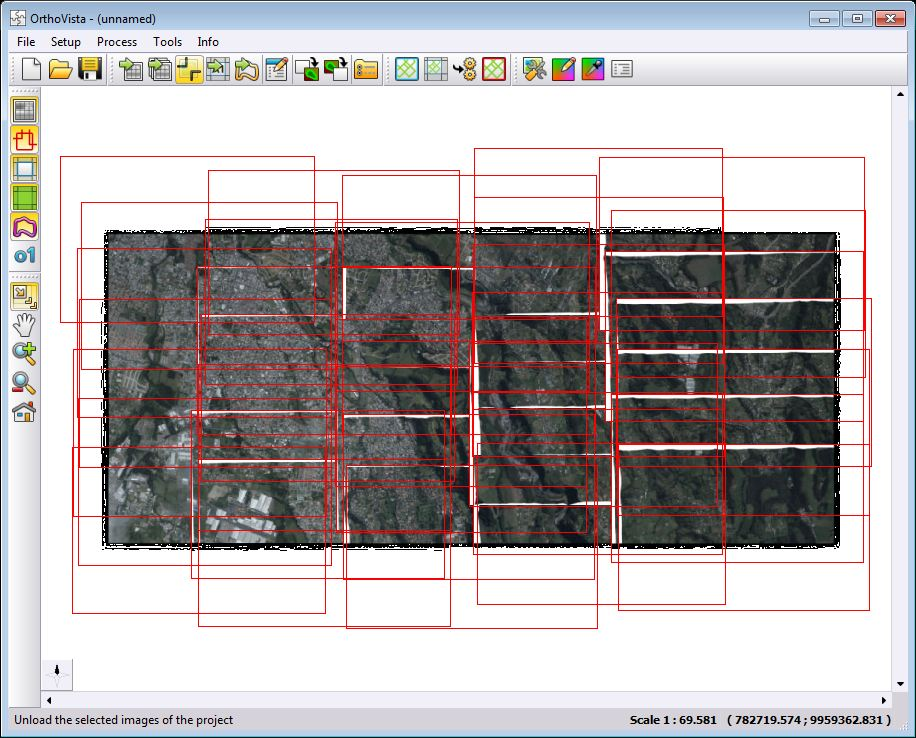 OrthoVista - (unnamed)
File Setup Process Tools Info
o1
Unload the selected images of the project
Scale 1 : 69.581 ( 782719.574 ; 9959362.831 )